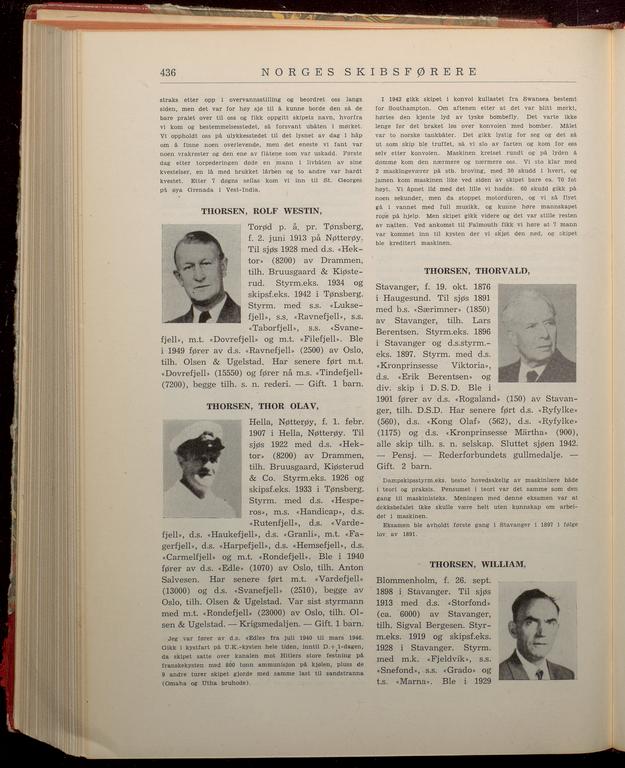 436 NORGES SKIBSFØRERE
straks etter opp i overvannsstilling og beordret oss langs
siden, men det var for høy sjø til å kunne borde den så de
bare praiet over til oss og fikk oppgitt skipets navn, hvorfra
vi kom og bestemmelsesstedet, så forsvant ubåten i mørket.
Vi oppholdt oss på ulykkesstedet til det lysnet av dag i håp
om å finne noen overlevende, men det eneste vi fant var
noen vrakrester og den ene av flåtene som var uskadd. Første
dag etter torpederingen døde en mann i livbåten av sine
kvestelser, en lå med brukket lårben og to andre var hardt
kvestet. Etter 7 døgns seilas kom vi inn til St. Georges
på øya Grenada i Vest-India.
THORSEN, ROLF WESTIN,
Torød p. å, pr. Tønsberg,
f. 2. juni 1913 på Nøtterøy.
Til sjøs 1928 med d.s. «Hek-
tor» (8200) av Drammen,
tilh. Bruusgaard & Kiøste-
rud. Styrm.eks. 1934 og
skipsf.eks. 1942 i Tønsberg.
Styrm. med s.s. «Lukse-
fjell», s.s. «Ravnefjell», s.s.
«Taborfjell», s.s. «Svane-
fjell», m.t. «Dovrefjell» og m.t. «Filefjell». Ble
i 1949 fører av d.s. «Ravnefjell» (2500) av Oslo,
tilh. Olsen & Ugelstad. Har senere ført m.t.
«Dovrefjell» (15550) og fører nå m.s. «Tindefjell»
(7200), begge tilh. s. n. rederi. — Gift. 1 barn.
THORSEN, THOR OLAV,
Hella, Nøtterøy, f. 1. febr.
1907 i Hella, Nøtterøy. Til
sjøs 1922 med d.s. «Hek-
tor» (8200) av Drammen,
tilh. Bruusgaard, Kiøsterud
& Co. Styrm.eks. 1926 og
skipsf.eks. 1933 i Tønsberg.
Styrm. med d.s. «Hespe-
ros», m.s. «Handicap», d.s.
«Rutenfjell», d.s. «Varde-
fjell», d.s. «Haukefjell», d.s. «Granli», m.t. «Fa-
gerfjell», d.s. «Harpefjell», d.s. «Hemsefjell», d.s.
«Carmelfjell» og m.t. «Rondefjell». Ble i 1940
fører av d.s. «Edle» (1070) av Oslo, tilh. Anton
Salvesen. Har senere ført m.t. «Vardefjell»
(13000) og d.s. «Svanefjell» (2510), begge av
Oslo, tilh. Olsen & Ugelstad. Var sist styrmann
med m.t. «Rondefjell» (23000) av Oslo, tilh. Ol-
sen & Ugelstad. — Krigsmedaljen. — Gift. 1 barn.
Jeg var fører av d.s. «Edle» fra juli 1940 til mars 1946.
Gikk i kystfart på U.K.-kysten hele tiden, inntil D.+1-dagen,
da skipet satte over kanalen mot Hitlers store festning på
franskekysten med 800 tonn ammunisjon på kjølen, pluss de
9 andre turer skipet gjorde med samme last til sandstranna
(Omaha og Utha bruhode).
I 1942 gikk skipet i konvoi kullastet fra Swansea bestemt
for Southampton. Om aftenen etter at det var blitt mørkt,
hørtes den kjente lyd av tyske bombefly. Det varte ikke
lenge før det braket løs over konvoien med bomber. Målet
var to norske tankbåter. Det gikk lystig for seg og det så
ut som skip ble truffet, så vi slo av farten og kom for oss
selv etter konvoien. Maskinen kretset rundt og på lyden å
dømme kom den nærmere og nærmere oss. Vi sto klar med
2 maskingeværer på stb. broving, med 30 skudd i hvert, og
jamen kom maskinen like ved siden av skipet bare ca. 70 fot
høyt. Vi åpnet ild med det lille vi hadde. 60 skudd gikk på
noen sekunder, men da stoppet motorduren, og vi så flyet
gå i vannet med full musikk, og kunne høre mannskapet
rope på hjelp. Men skipet gikk videre og det var stille resten
av natten. Ved ankomst til Falmouth fikk vi høre at 7 mann
var kommet inn til kysten der vi skjøt den ned, og skipet
ble kreditert maskinen.
THORSEN, THORVALD,
Stavanger, f. 19. okt. 1876
i Haugesund. Til sjøs 1891
med b.s. «Særimner» (1850)
av Stavanger, tilh. Lars
Berentsen. Styrm.eks. 1896
i Stavanger og d.s.styrm.-
eks. 1897. Styrm. med d.s.
«Kronprinsesse Viktoria»,
d.s. «Erik Berentsen» og
div. skip i D.S.D. Ble i
1901 fører av d.s. «Rogaland» (150) av Stavan-
ger, tilh. D.S.D. Har senere ført d.s. «Ryfylke»
(560), d.s. «Kong Olaf» (562), d.s. «Ryfylke»
(1175) og d.s. «Kronprinsesse Märtha» (900),
alle skip tilh. s. n. selskap. Sluttet sjøen 1942.
— Pensj. — Rederforbundets gullmedalje. —
Gift. 2 barn.
Dampskipsstyrm.eks. besto hovedsakelig av maskinlære både
i teori og praksis. Pensumet i teori var det samme som den
gang til maskinisteks. Meningen med denne eksamen var at
dekksbefalet ikke skulle være helt uten kunnskap om arbei-
det i maskinen.
Eksamen ble avholdt første gang i Stavanger i 1897 i følge
lov av 1891.
THORSEN, WILLIAM,
Blommenholm, f. 26. sept.
1898 i Stavanger. Til sjøs
1913 med d.s. «Storfond»
(ca. 6000) av Stavanger,
tilh. Sigval Bergesen. Styr-
m.eks. 1919 og skipsf.eks.
1928 i Stavanger. Styrm.
med m.k. «Fjeldvik», s.s.
«Snefond», s.s. «Grado» og
t.s. «Marna». Ble i 1929